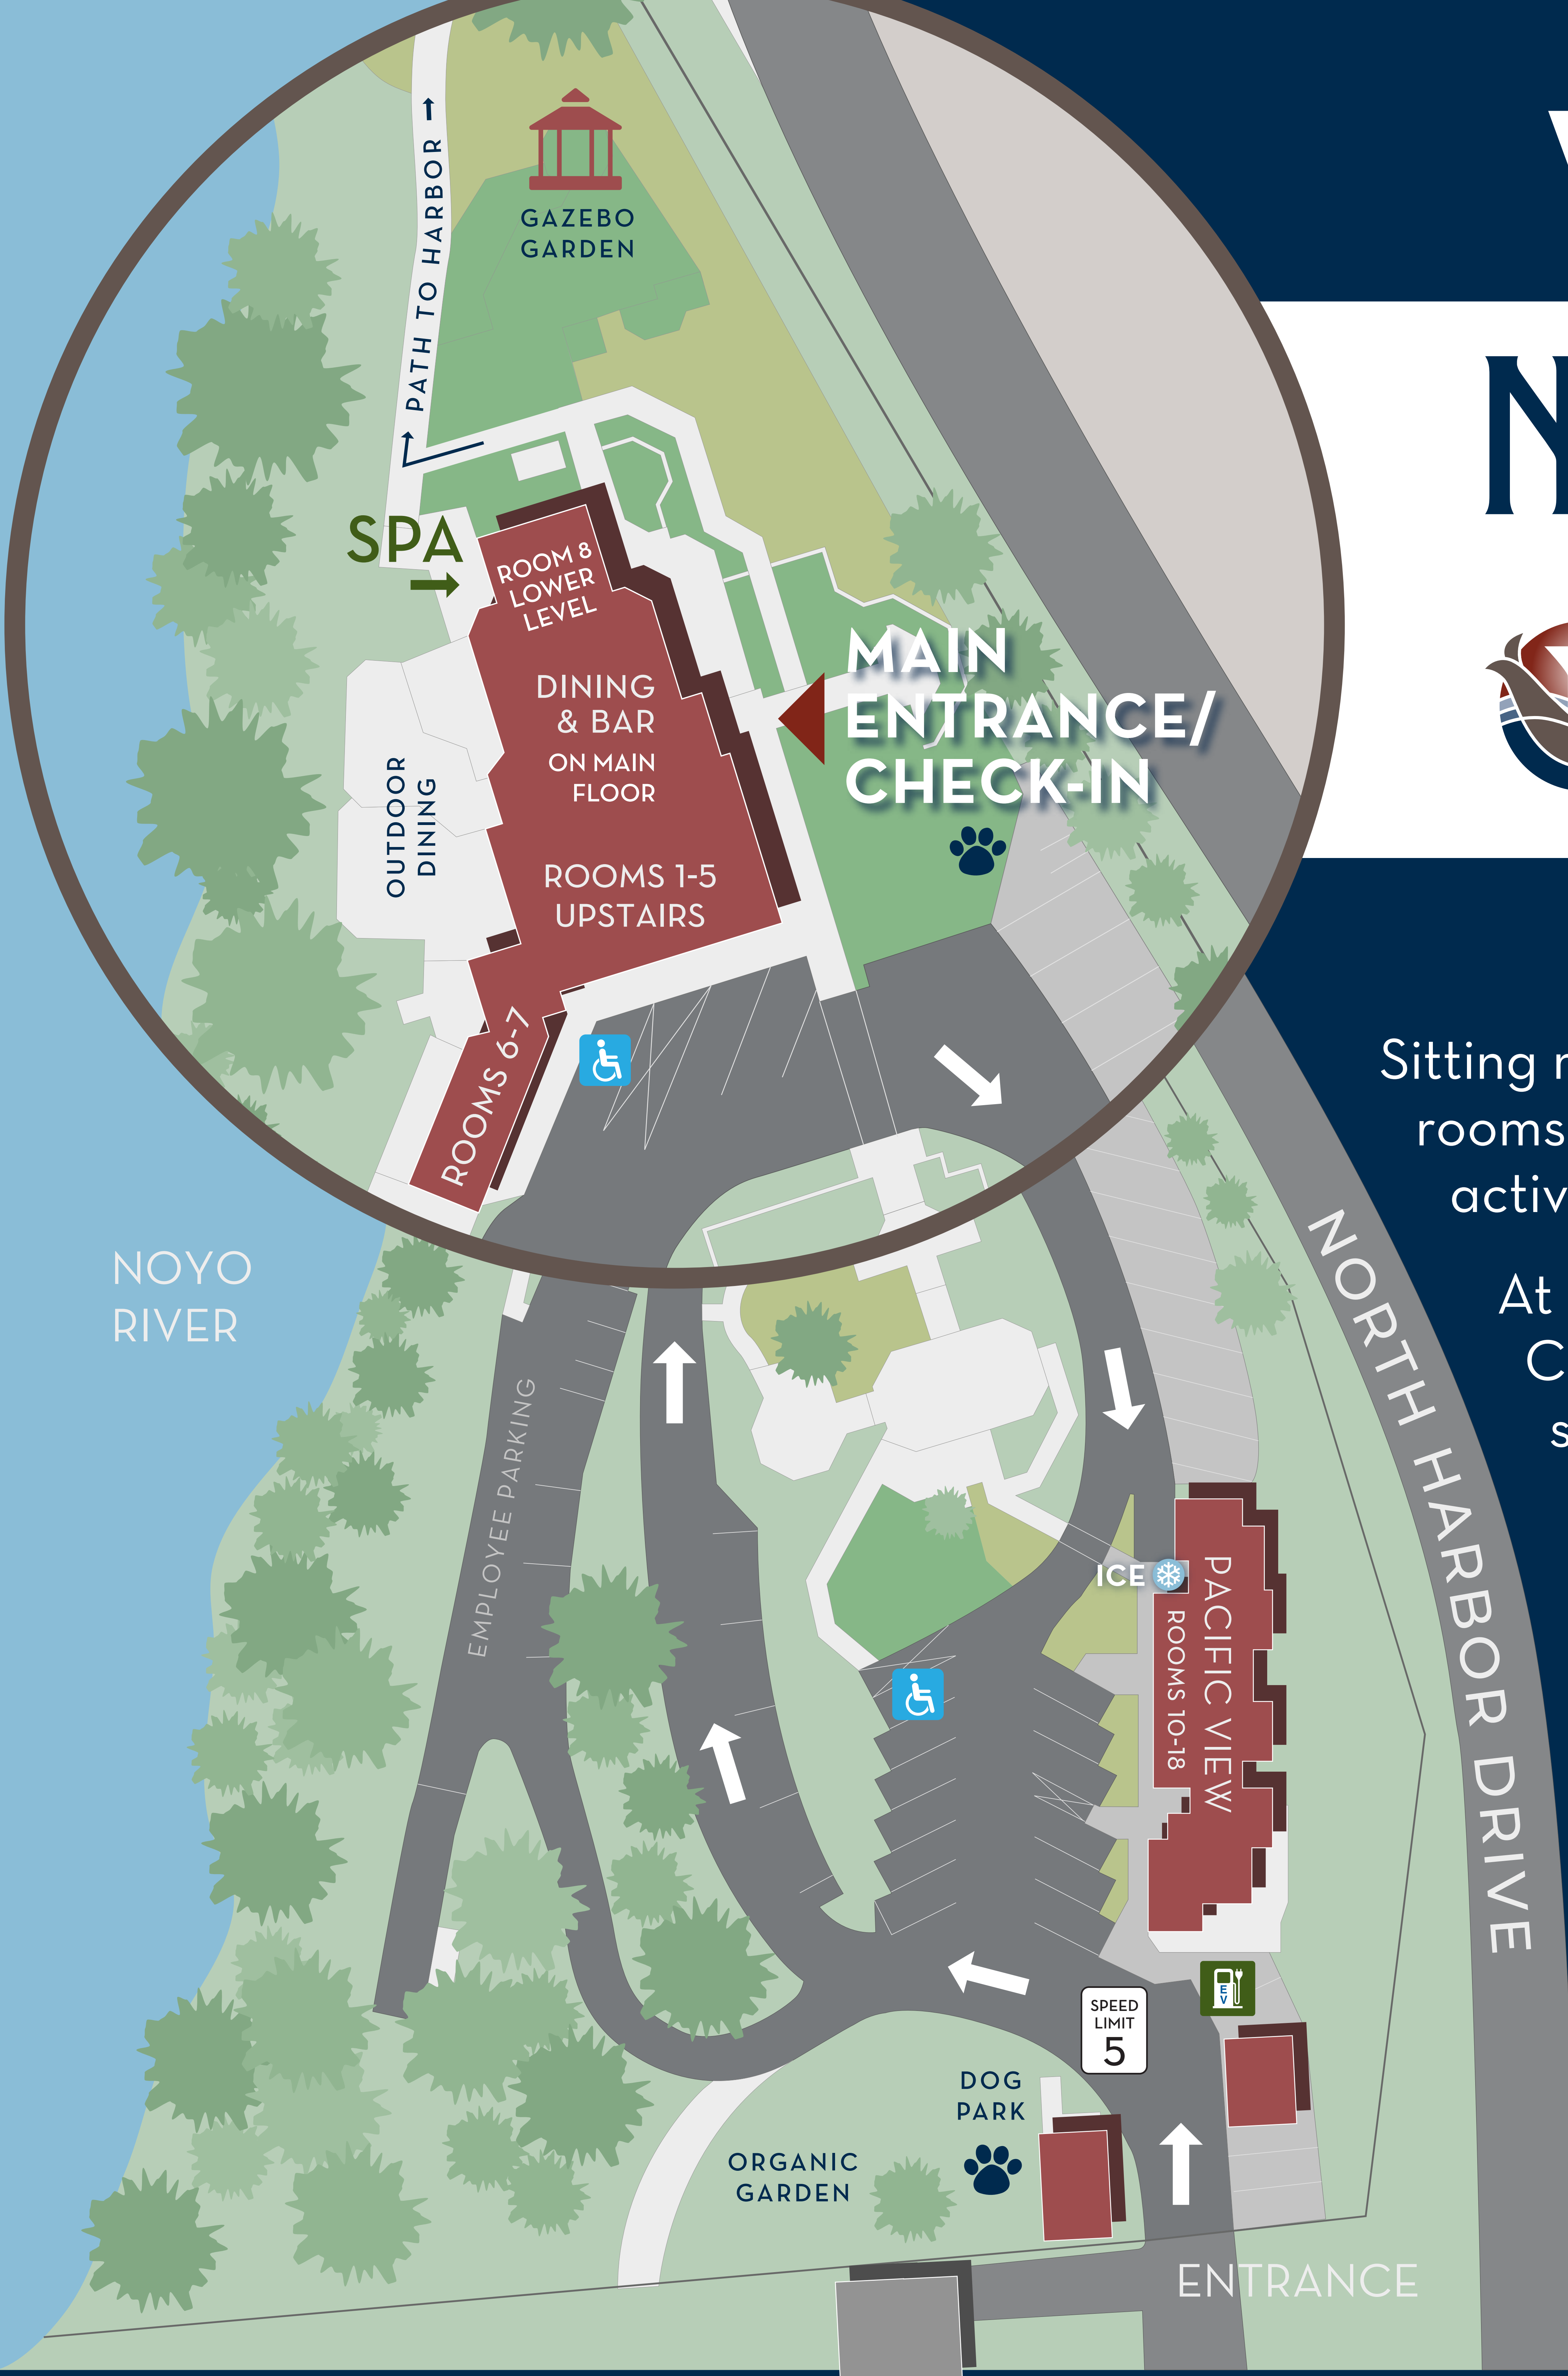 PATH TO HARBOR
GAZEBO
GARDEN
SPA
ROOM 8
LOWER
LEVEL
DINING
& BAR
ON MAIN
FLOOR
ROOMS 1-5
UPSTAIRS
OUTDOOR
DINING
MAIN
ENTRANCE/
CHECK-IN
ROOMS 6-7
N
Sitting
rooms
activ
At
C
s
NOYO
RIVER
NORTH HARBOR DRIVE
EMPLOYEE PARKING
ICE
PACIFIC VIEW
ROOMS 10-18
EV
SPEED
LIMIT
5
DOG
PARK
ORGANIC
GARDEN
ENTRANCE